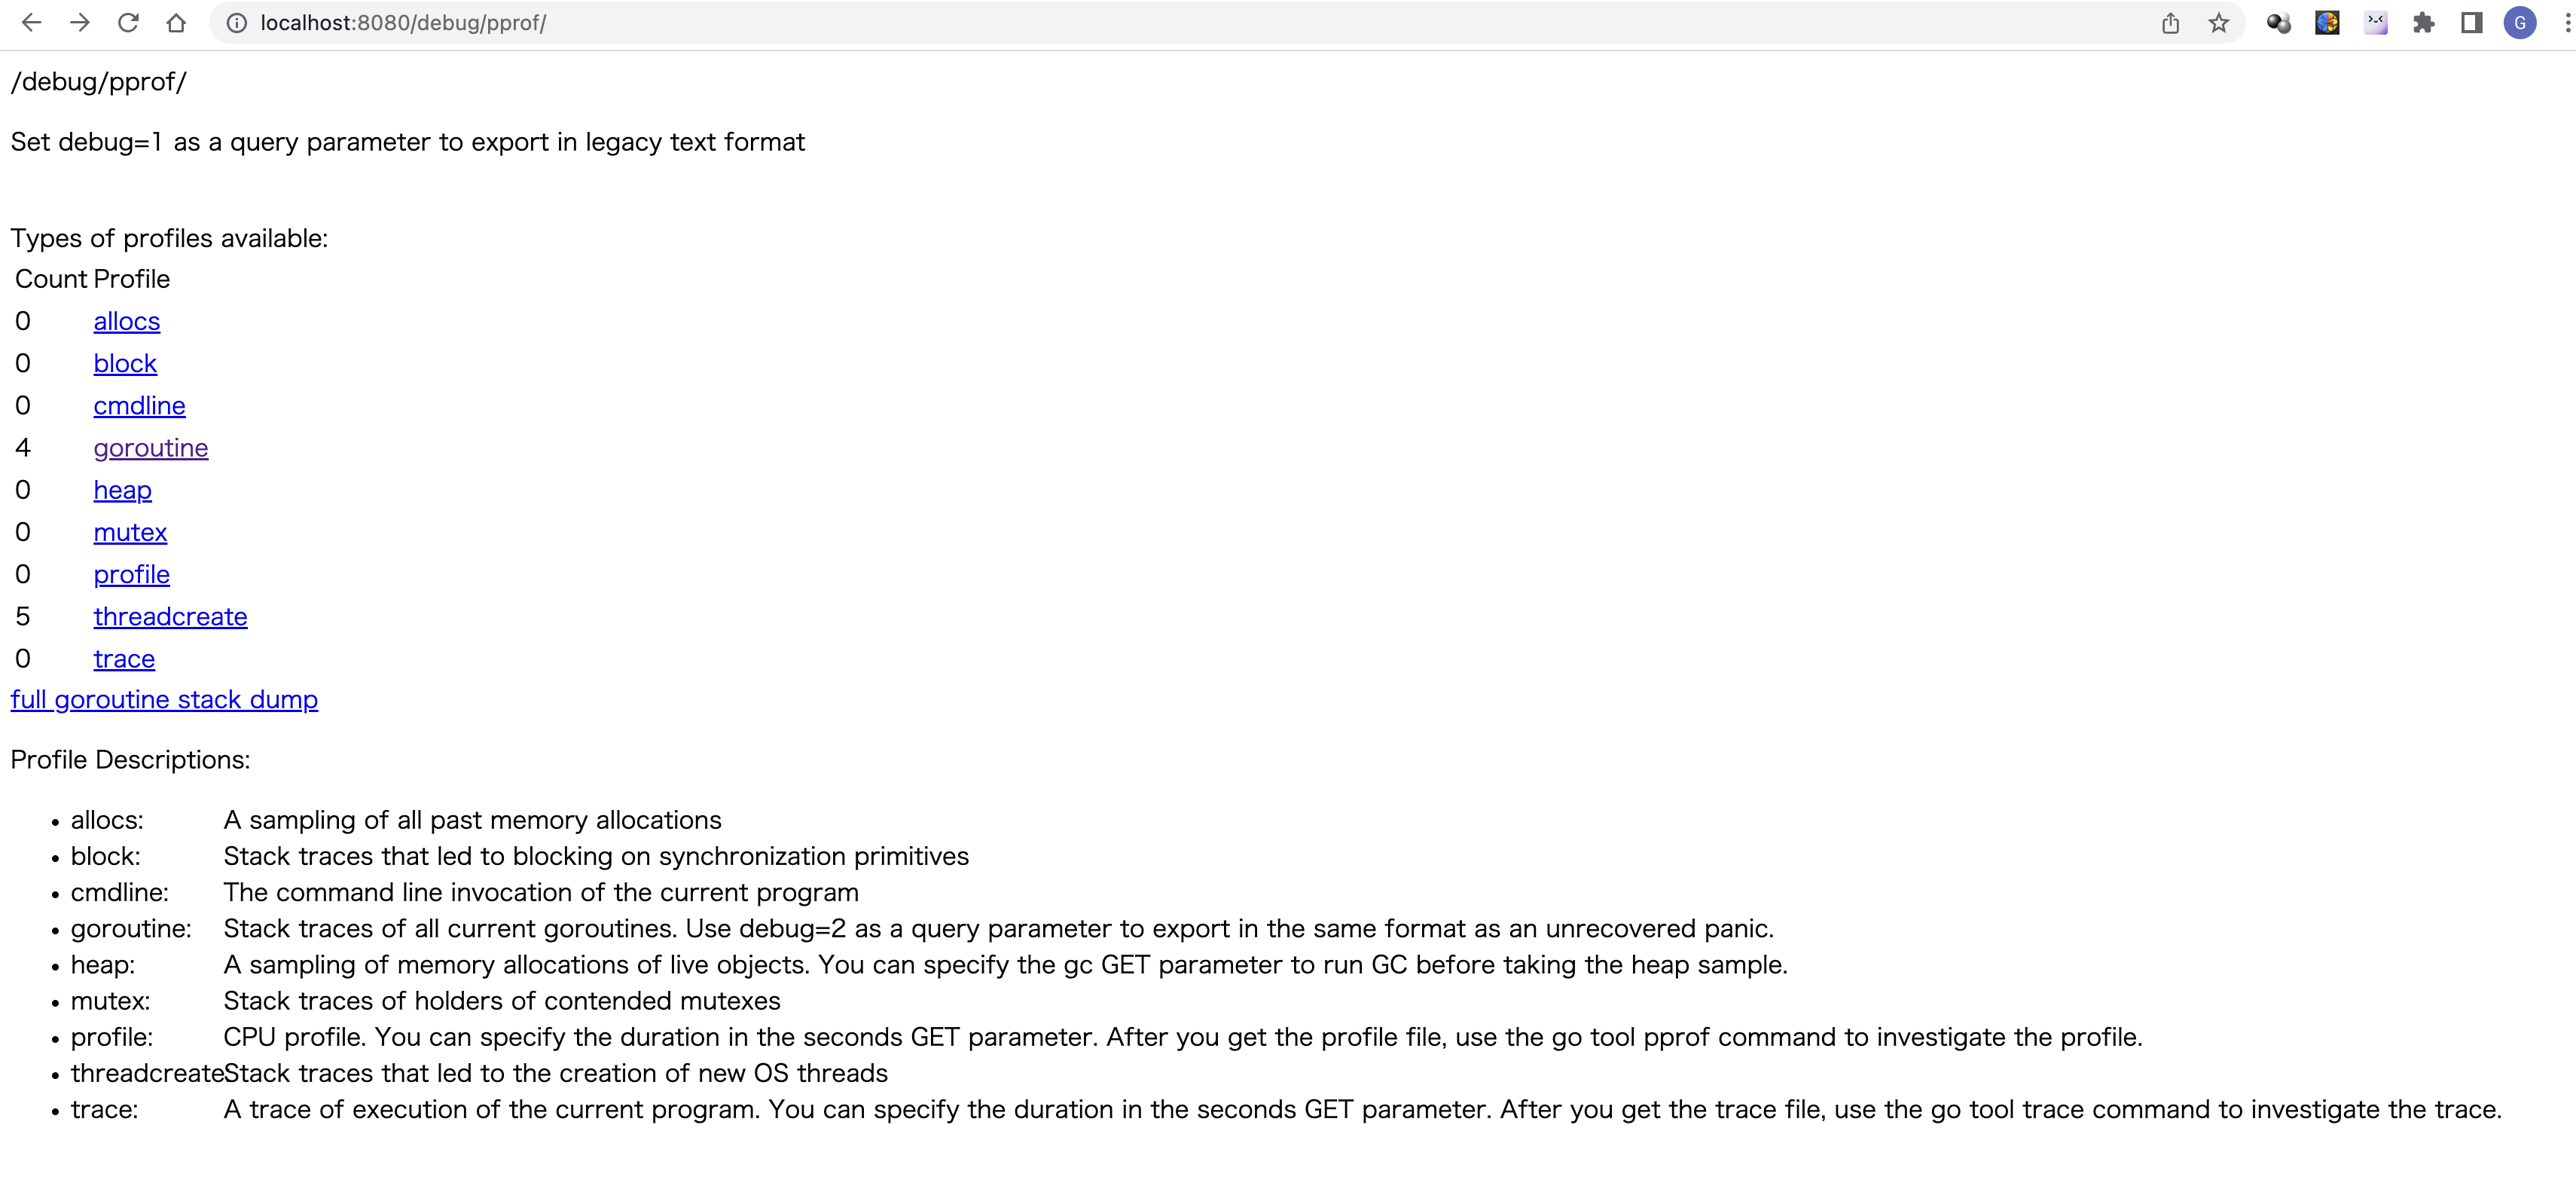 localhost:8080/debug/pprof/
G
/debug/pprof/
Set debug=1 as a query parameter to export in legacy text format
Types of profiles available:
Count Profile
0 allocs
0 block
0 cmdline
4 goroutine
0 heap
0 mutex
0 profile
5 threadcreate
0 trace
full goroutine stack dump
Profile Descriptions:
• allocs: A sampling of all past memory allocations
• block: Stack traces that led to blocking on synchronization primitives
• cmdline: The command line invocation of the current program
• goroutine: Stack traces of all current goroutines. Use debug=2 as a query parameter to export in the same format as an unrecovered panic.
• heap: A sampling of memory allocations of live objects. You can specify the gc GET parameter to run GC before taking the heap sample.
• mutex: Stack traces of holders of contended mutexes
• profile: CPU profile. You can specify the duration in the seconds GET parameter. After you get the profile file, use the go tool pprof command to investigate the profile.
• threadcreate: Stack traces that led to the creation of new OS threads
• trace: A trace of execution of the current program. You can specify the duration in the seconds GET parameter. After you get the trace file, use the go tool trace command to investigate the trace.